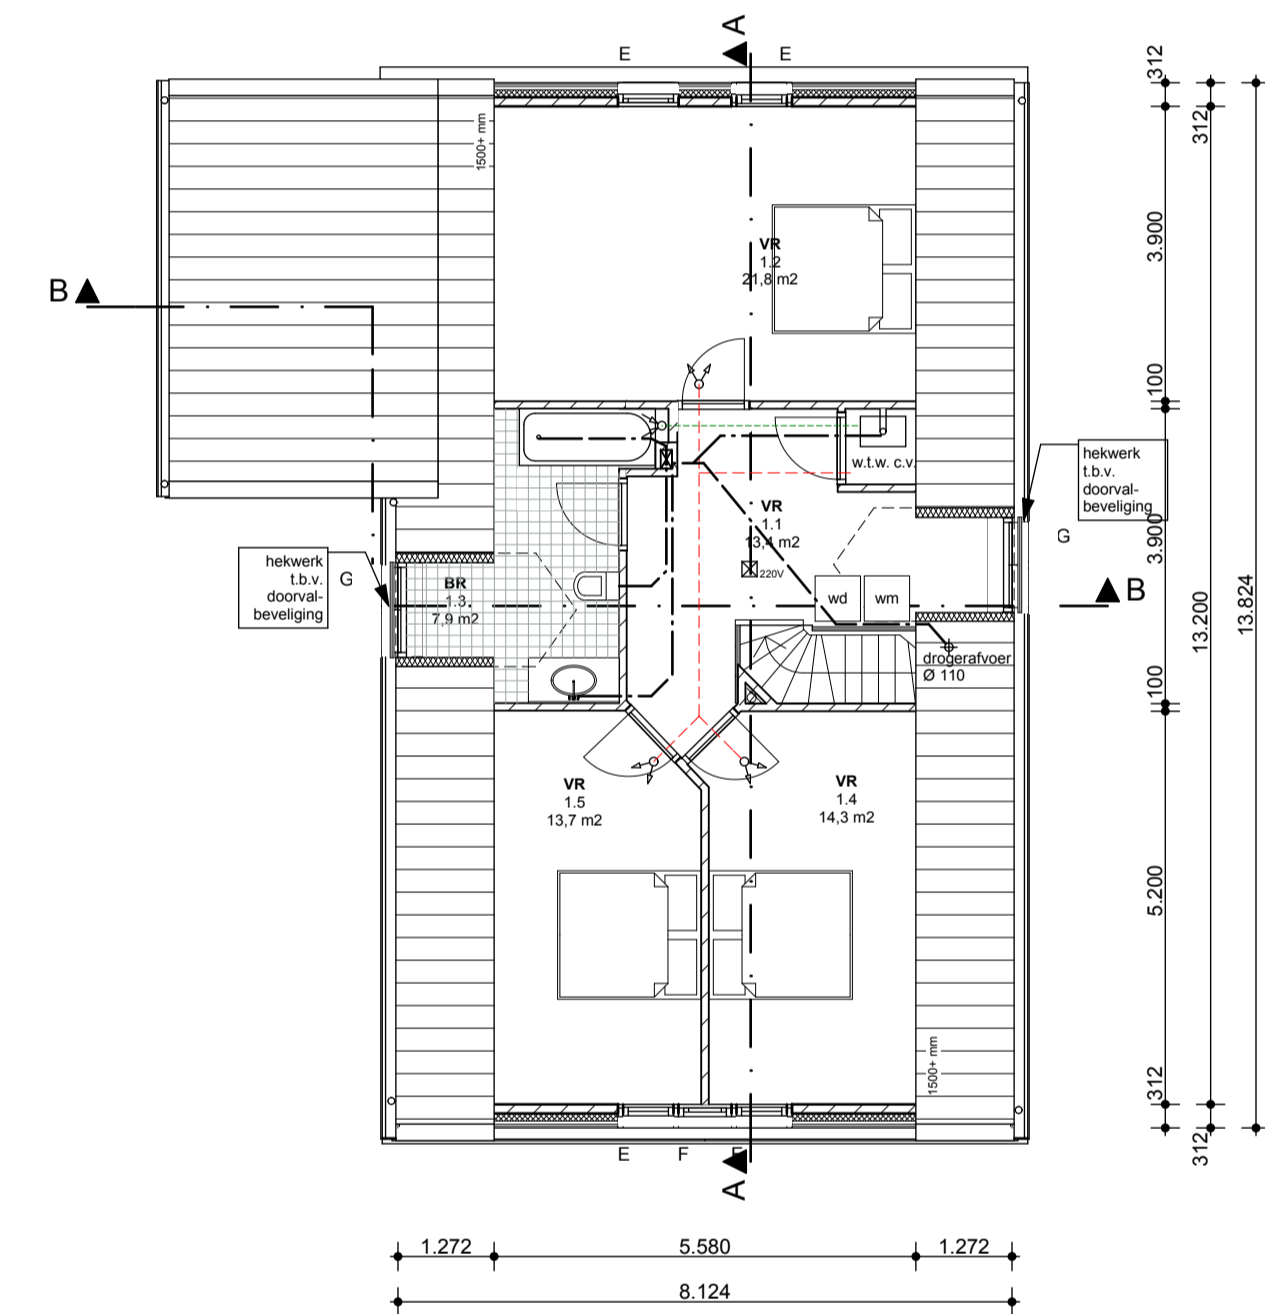 A
E
E
312
312
1500+ mm
3.900
VR
1.2
21,8 m2
B
100
hekwerk
t.b.v.
doorval-
beveliging
w.t.w. c.v.
VR
1.1
13,4 m2
3.900
G
220V
hekwerk
t.b.v.
doorval-
beveliging
G
BR
1.3
7,9 m2
wd
wm
B
13.200
13.824
drogerafvoer
Ø 110
100
VR
1.5
13,7 m2
VR
1.4
14,3 m2
5.200
1500+ mm
312
312
E
F
E
A
1.272
5.580
1.272
8.124